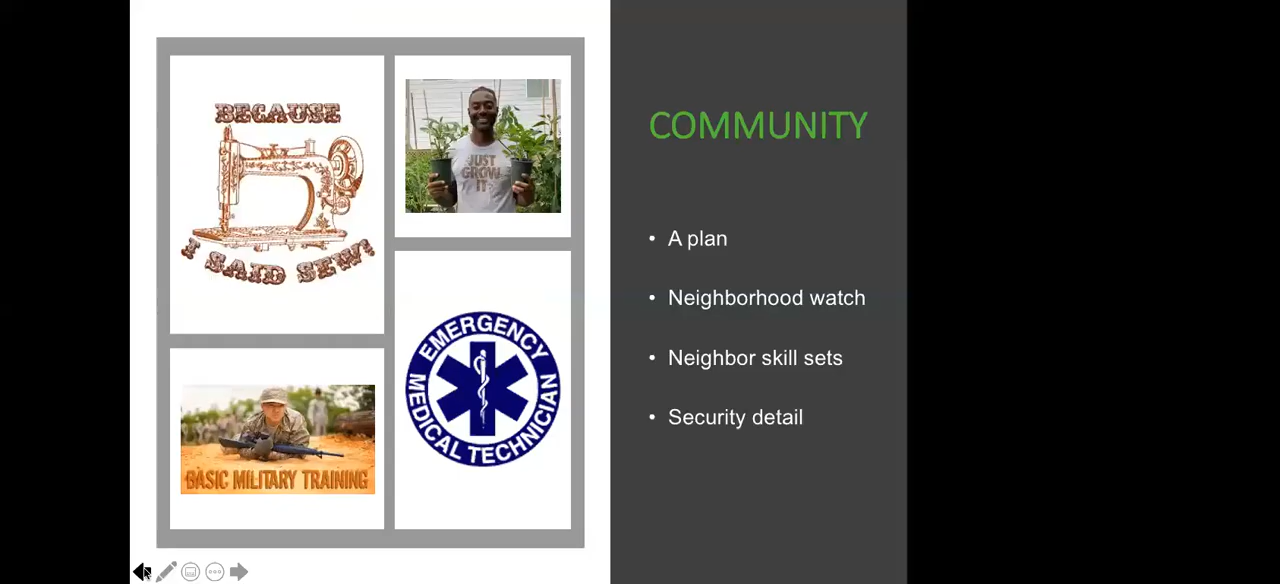 BECAUSE
I SAID SEW!
JUST
GROW
IT
BASIC MILITARY TRAINING
EMERGENCY
MEDICAL TECHNICIAN
COMMUNITY
• A plan
• Neighborhood watch
• Neighbor skill sets
• Security detail